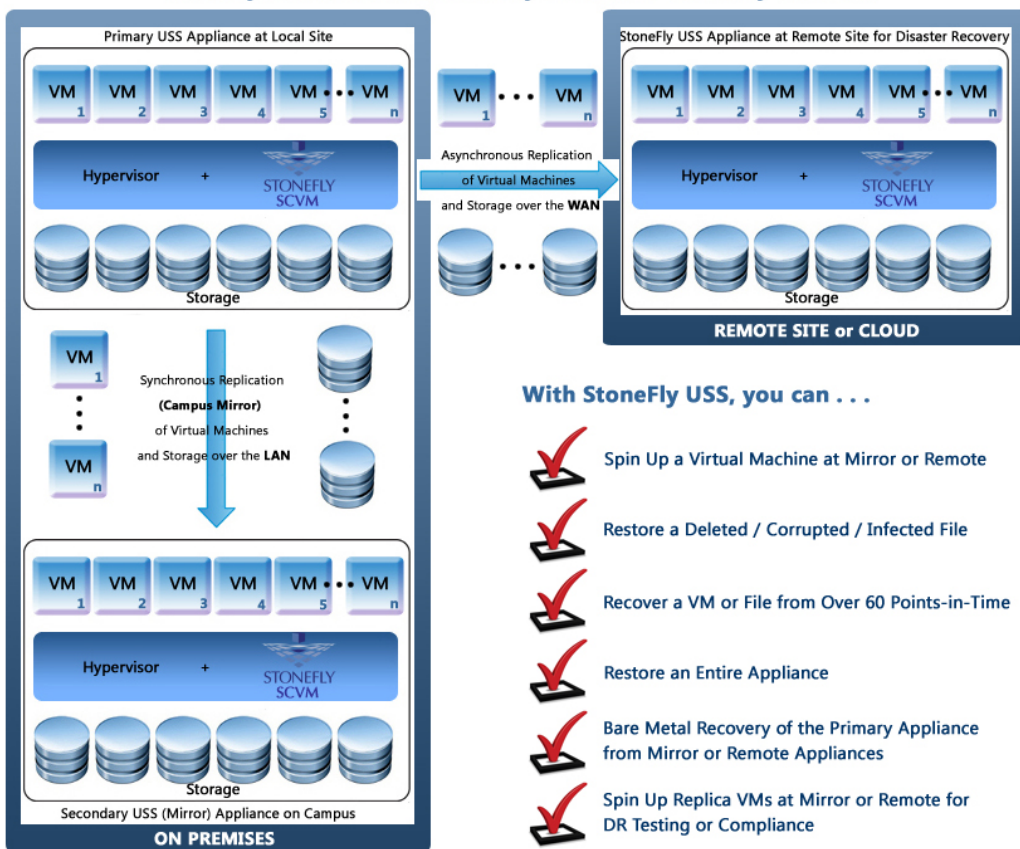 Primary USS Appliance at Local Site
VM 1 VM 2 VM 3 VM 4 VM 5 VM n
Hypervisor + STONEFLY SCVM
Storage
VM 1 VM n
Asynchronous Replication
of Virtual Machines
and Storage over the WAN
StoneFly USS Appliance at Remote Site for Disaster Recovery
VM 1 VM 2 VM 3 VM 4 VM 5 VM n
Hypervisor + STONEFLY SCVM
Storage
REMOTE SITE or CLOUD
VM 1
VM n
Synchronous Replication
(Campus Mirror)
of Virtual Machines
and Storage over the LAN
VM 1 VM 2 VM 3 VM 4 VM 5 VM n
Hypervisor + STONEFLY SCVM
Storage
Secondary USS (Mirror) Appliance on Campus
ON PREMISES
With StoneFly USS, you can . . .
Spin Up a Virtual Machine at Mirror or Remote
Restore a Deleted / Corrupted / Infected File
Recover a VM or File from Over 60 Points-in-Time
Restore an Entire Appliance
Bare Metal Recovery of the Primary Appliance
from Mirror or Remote Appliances
Spin Up Replica VMs at Mirror or Remote for
DR Testing or Compliance